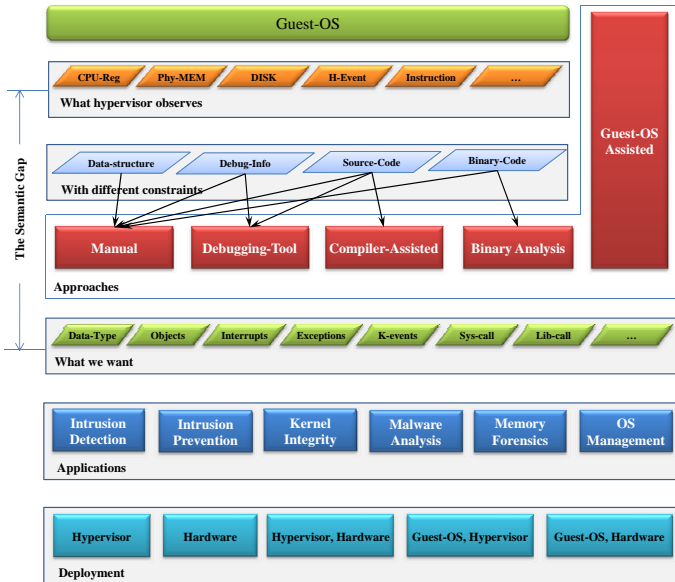 Guest-OS
CPU-Reg Phy-MEM DISK H-Event Instruction ...
What hypervisor observes
Guest-OS
Assisted
The Semantic Gap
Data-structure Debug-Info Source-Code Binary-Code
With different constraints
Manual Debugging-Tool Compiler-Assisted Binary Analysis
Approaches
Data-Type Objects Interrupts Exceptions K-events Sys-call Lib-call ...
What we want
Intrusion Detection Intrusion Prevention Kernel Integrity Malware Analysis Memory Forensics OS Management
Applications
Hypervisor Hardware Hypervisor, Hardware Guest-OS, Hypervisor Guest-OS, Hardware
Deployment